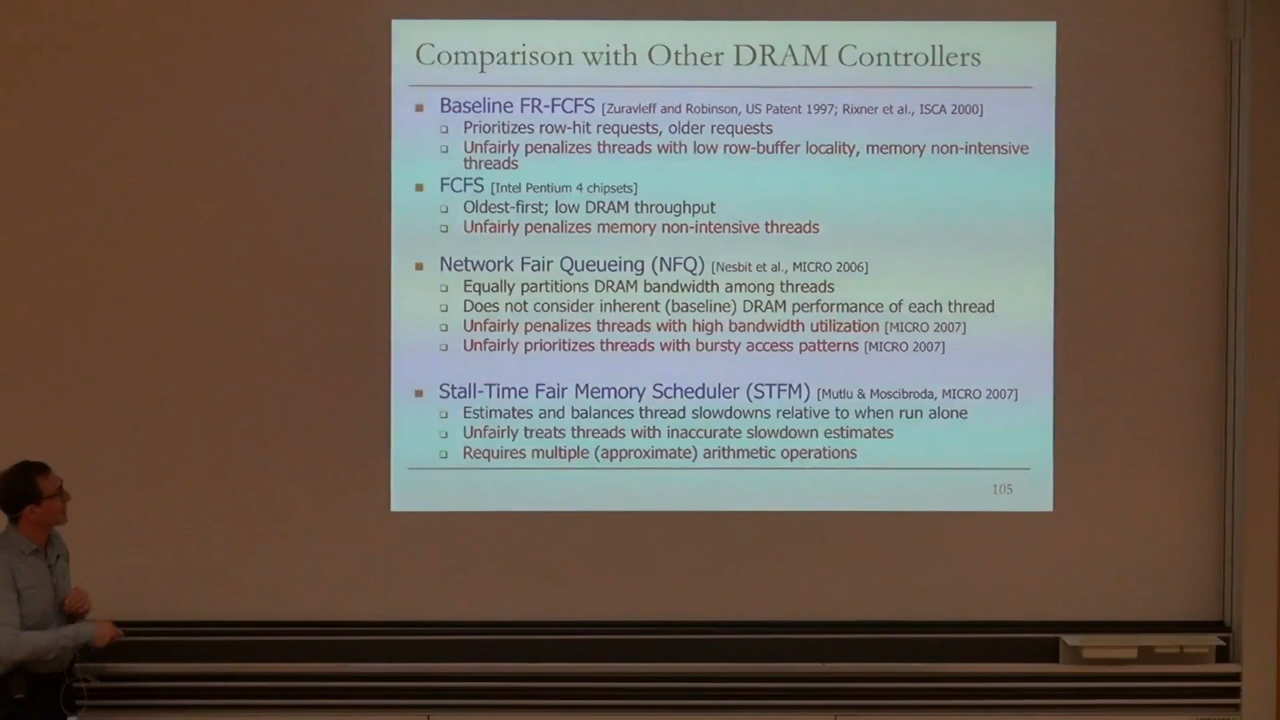 Comparison with Other DRAM Controllers
Baseline FR-FCFS [Zuravleff and Robinson, US Patent 1997; Rixner et al., ISCA 2000]
Prioritizes row-hit requests, older requests
Unfairly penalizes threads with low row-buffer locality, memory non-intensive
threads
FCFS [Intel Pentium 4 chipsets]
Oldest-first; low DRAM throughput
Unfairly penalizes memory non-intensive threads
Network Fair Queueing (NFQ) [Nesbit et al., MICRO 2006]
Equally partitions DRAM bandwidth among threads
Does not consider inherent (baseline) DRAM performance of each thread
Unfairly penalizes threads with high bandwidth utilization [MICRO 2007]
Unfairly prioritizes threads with bursty access patterns [MICRO 2007]
Stall-Time Fair Memory Scheduler (STFM) [Mutlu & Moscibroda, MICRO 2007]
Estimates and balances thread slowdowns relative to when run alone
Unfairly treats threads with inaccurate slowdown estimates
Requires multiple (approximate) arithmetic operations
105